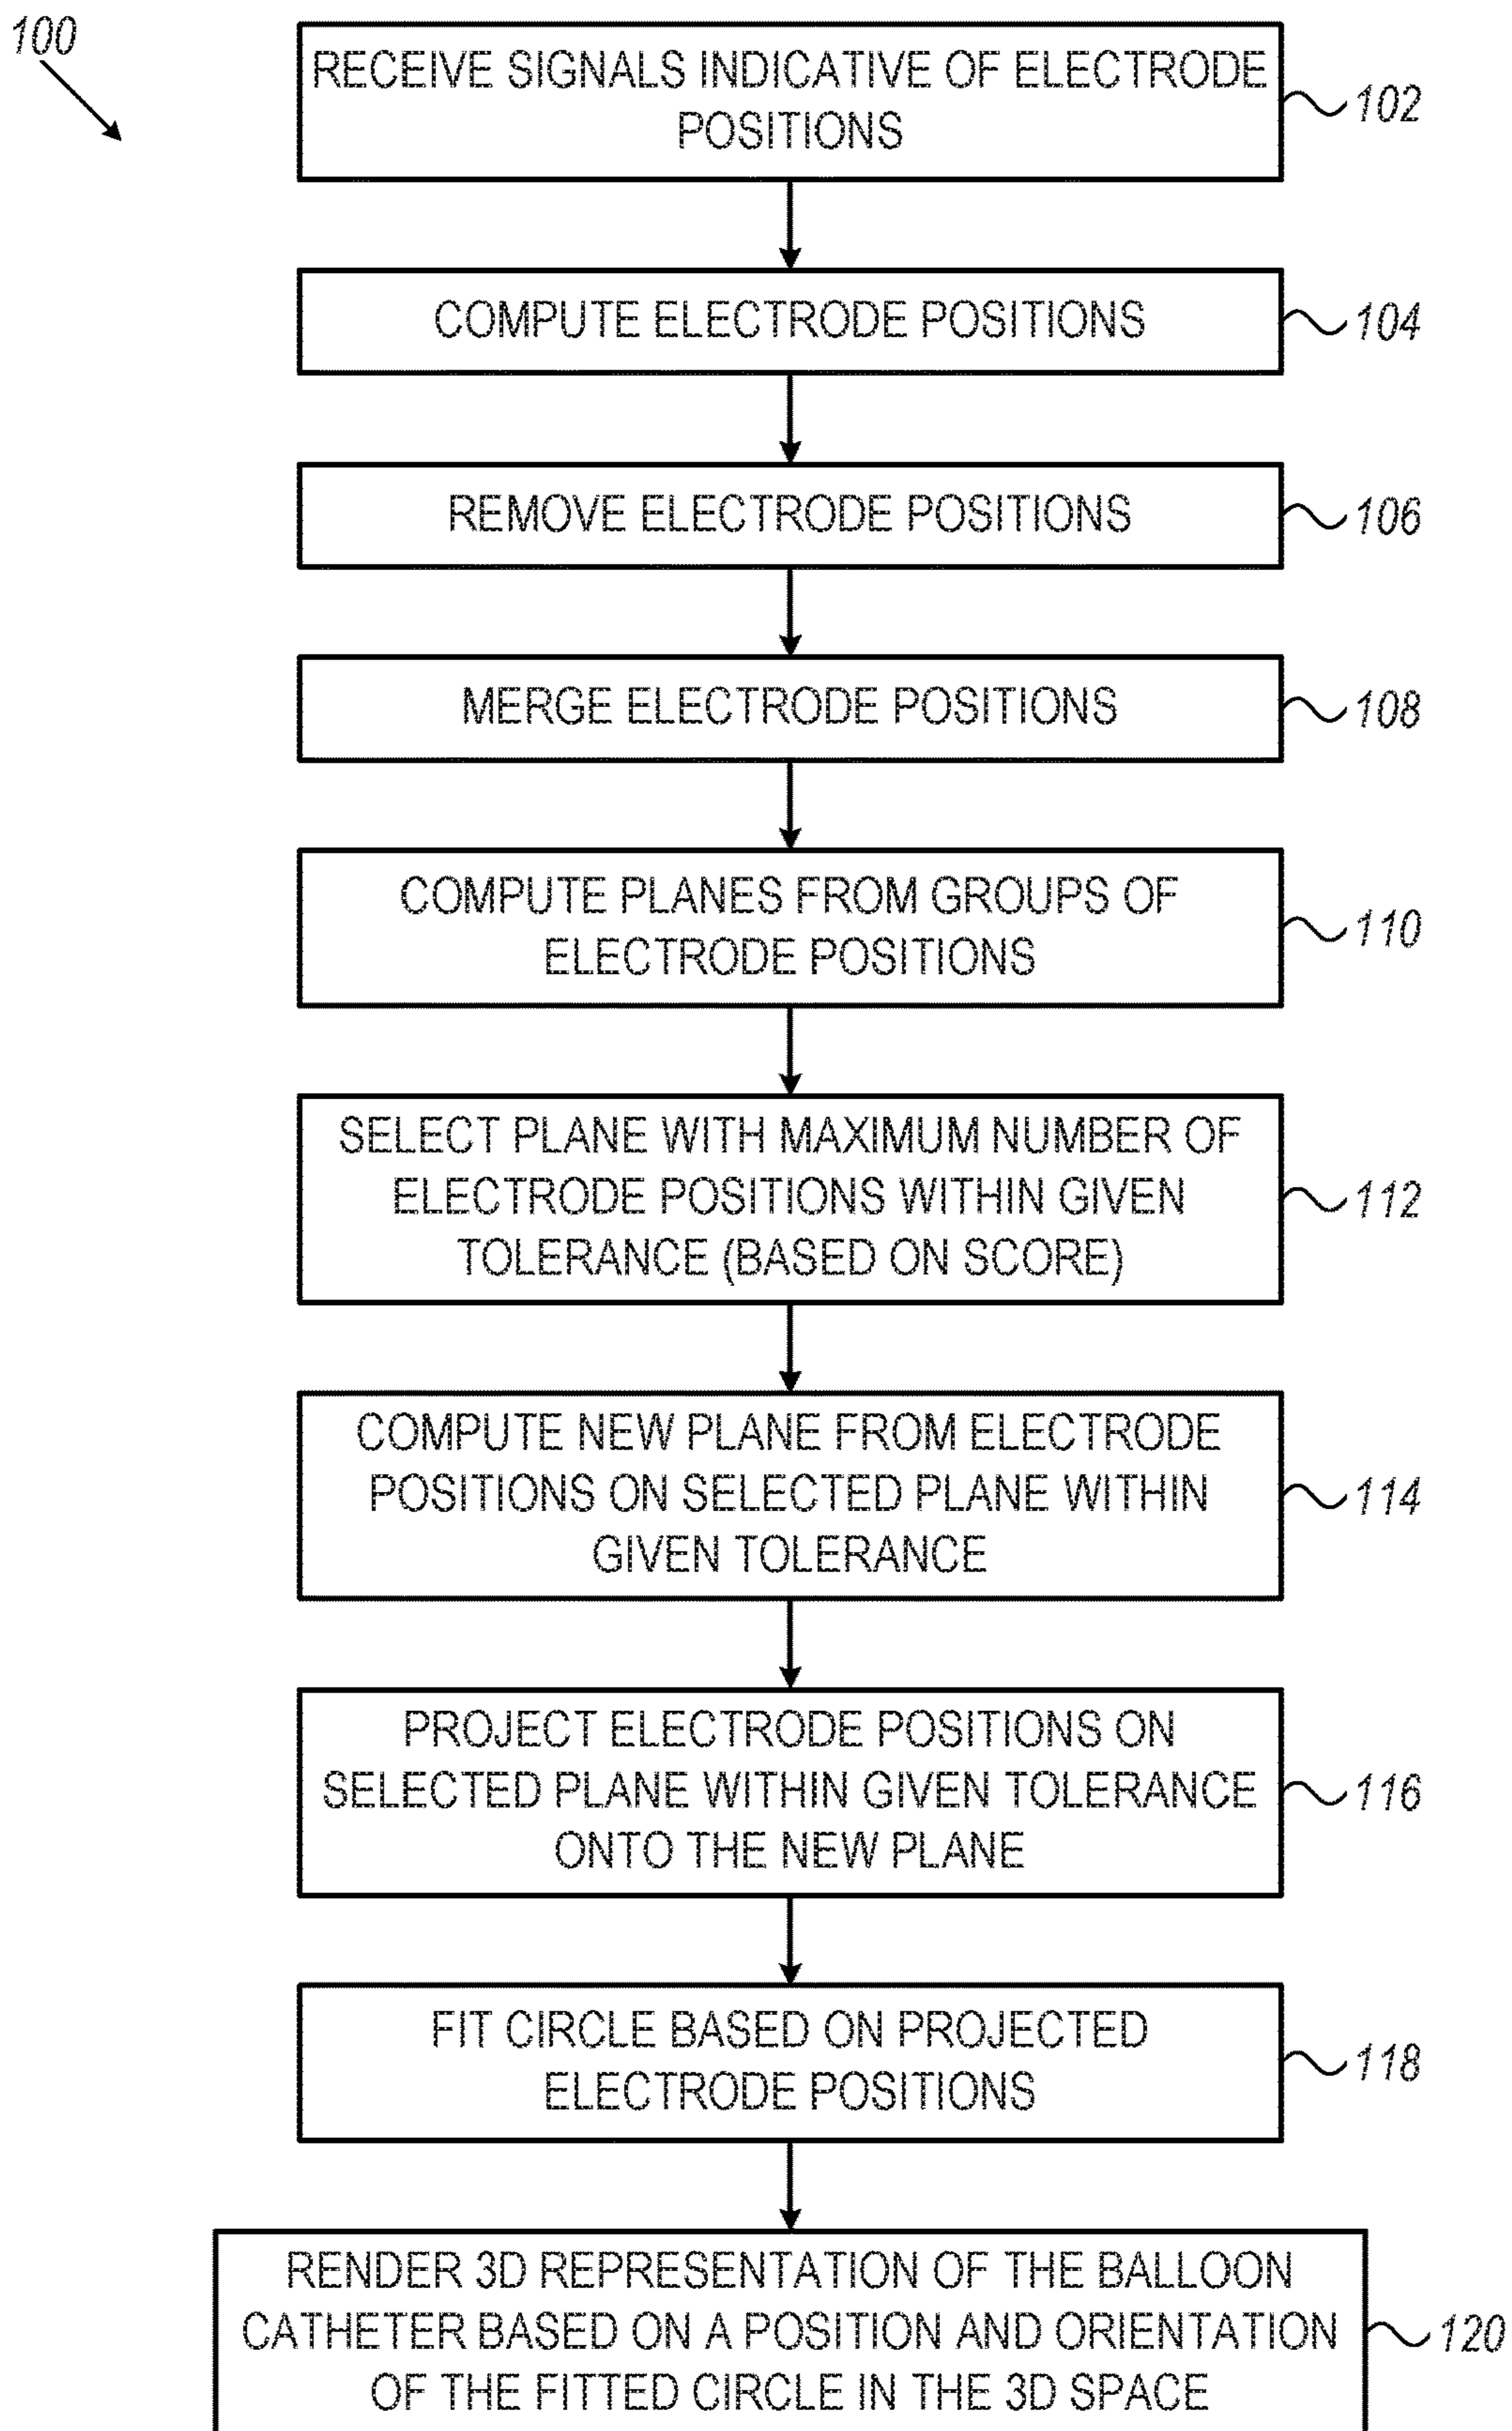 100
RECEIVE SIGNALS INDICATIVE OF ELECTRODE
POSITIONS
102
COMPUTE ELECTRODE POSITIONS
104
REMOVE ELECTRODE POSITIONS
106
MERGE ELECTRODE POSITIONS
108
COMPUTE PLANES FROM GROUPS OF
ELECTRODE POSITIONS
110
SELECT PLANE WITH MAXIMUM NUMBER OF
ELECTRODE POSITIONS WITHIN GIVEN
TOLERANCE (BASED ON SCORE)
112
COMPUTE NEW PLANE FROM ELECTRODE
POSITIONS ON SELECTED PLANE WITHIN
GIVEN TOLERANCE
114
PROJECT ELECTRODE POSITIONS ON
SELECTED PLANE WITHIN GIVEN TOLERANCE
ONTO THE NEW PLANE
116
FIT CIRCLE BASED ON PROJECTED
ELECTRODE POSITIONS
118
RENDER 3D REPRESENTATION OF THE BALLOON
CATHETER BASED ON A POSITION AND ORIENTATION
OF THE FITTED CIRCLE IN THE 3D SPACE
120